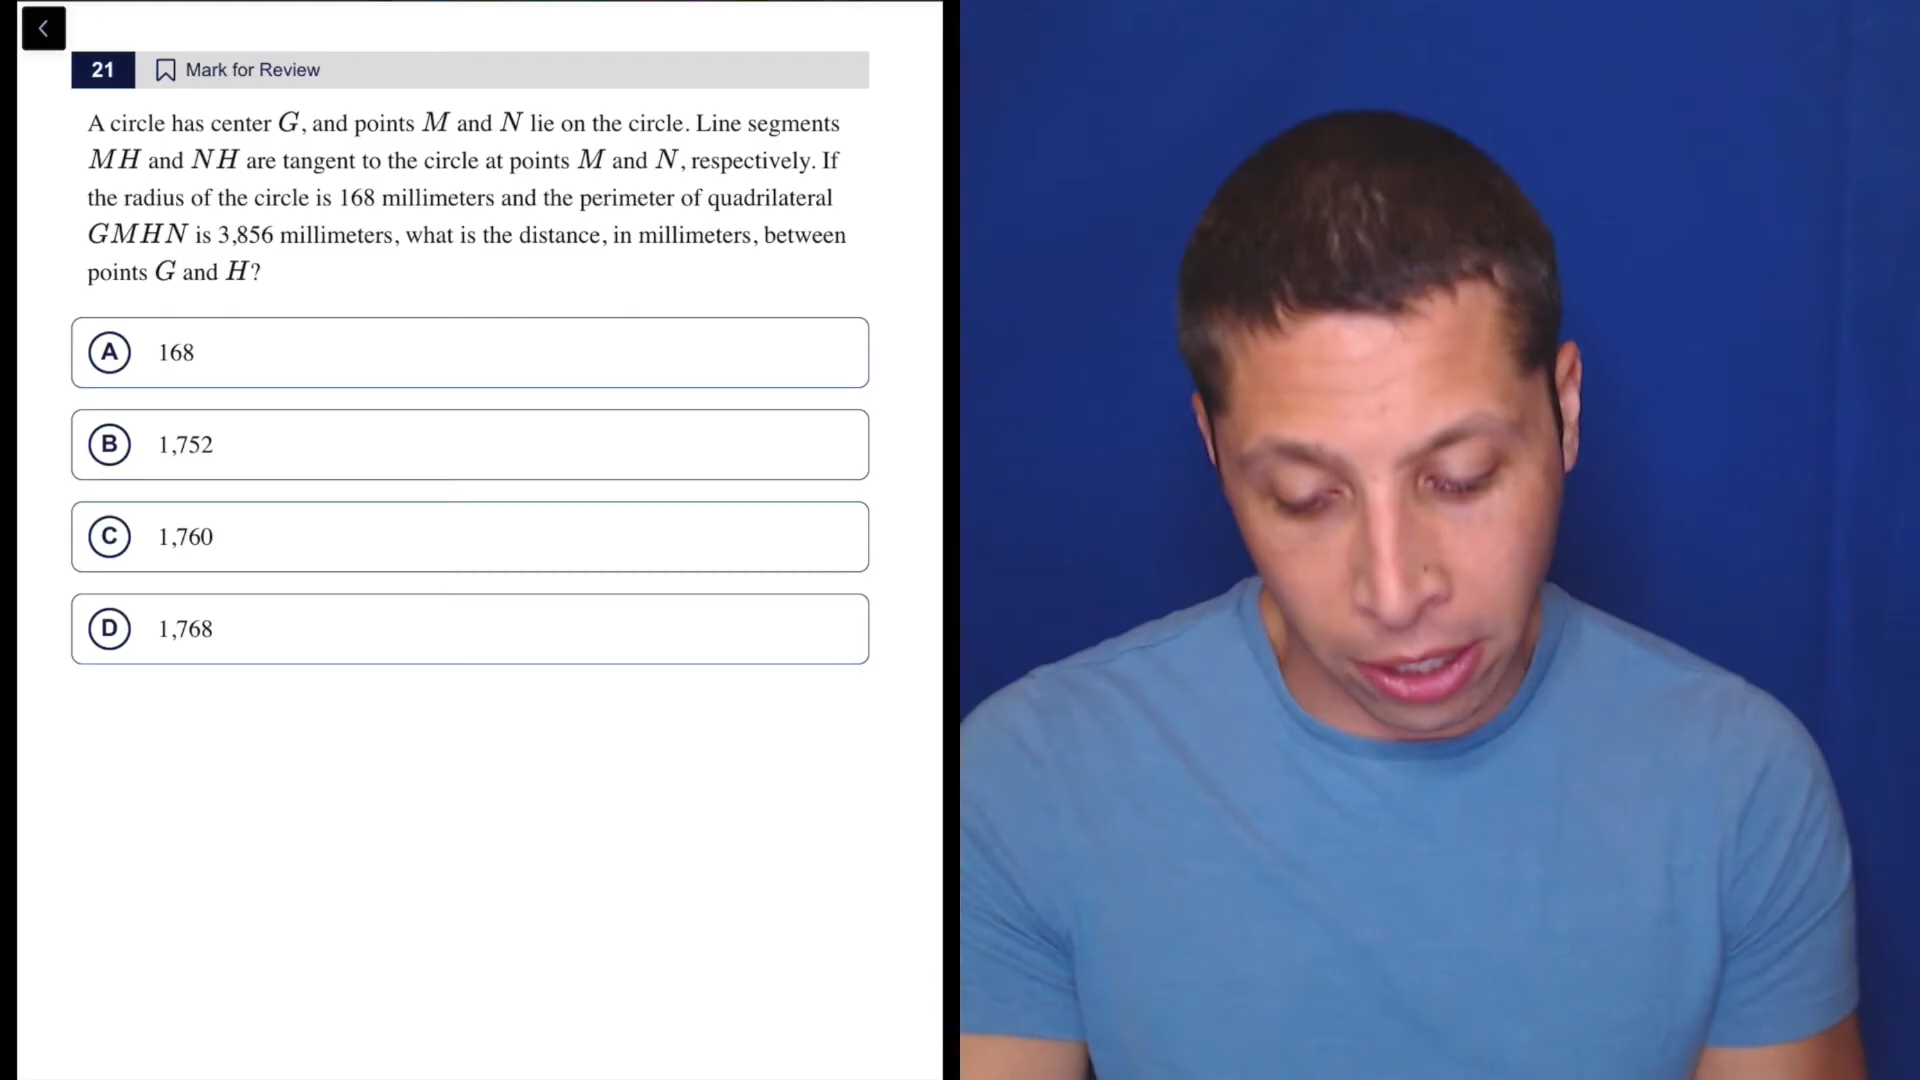 21 Mark for Review
A circle has center G, and points M and N lie on the circle. Line segments
MH and NH are tangent to the circle at points M and N, respectively. If
the radius of the circle is 168 millimeters and the perimeter of quadrilateral
GMHN is 3,856 millimeters, what is the distance, in millimeters, between
points G and H?
A 168
B 1,752
C 1,760
D 1,768